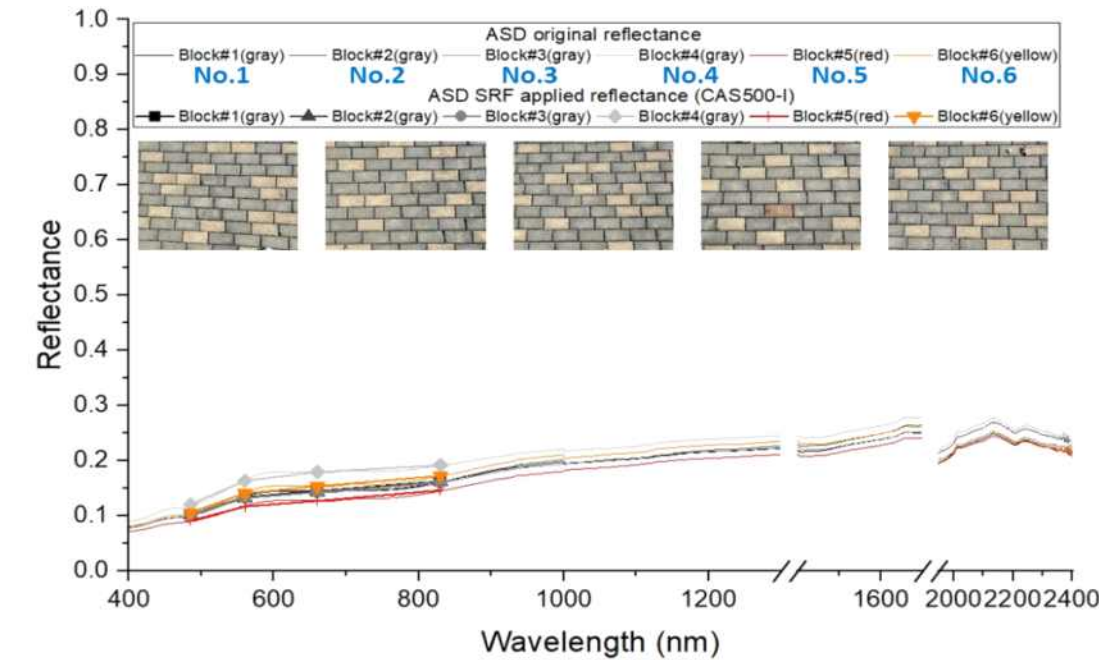 ASD original reflectance
Block#1(gray) Block#2(gray) Block#3(gray) Block#4(gray) Block#5(red) Block#6(yellow)
No.1 No.2 No.3 No.4 No.5 No.6
ASD SRF applied reflectance (CAS500-I)
Block#1(gray) Block#2(gray) Block#3(gray) Block#4(gray) Block#5(red) Block#6(yellow)
Reflectance
1.0
0.9
0.8
0.7
0.6
0.5
0.4
0.3
0.2
0.1
0.0
400 600 800 1000 1200 1600 2000 2200 2400
Wavelength (nm)